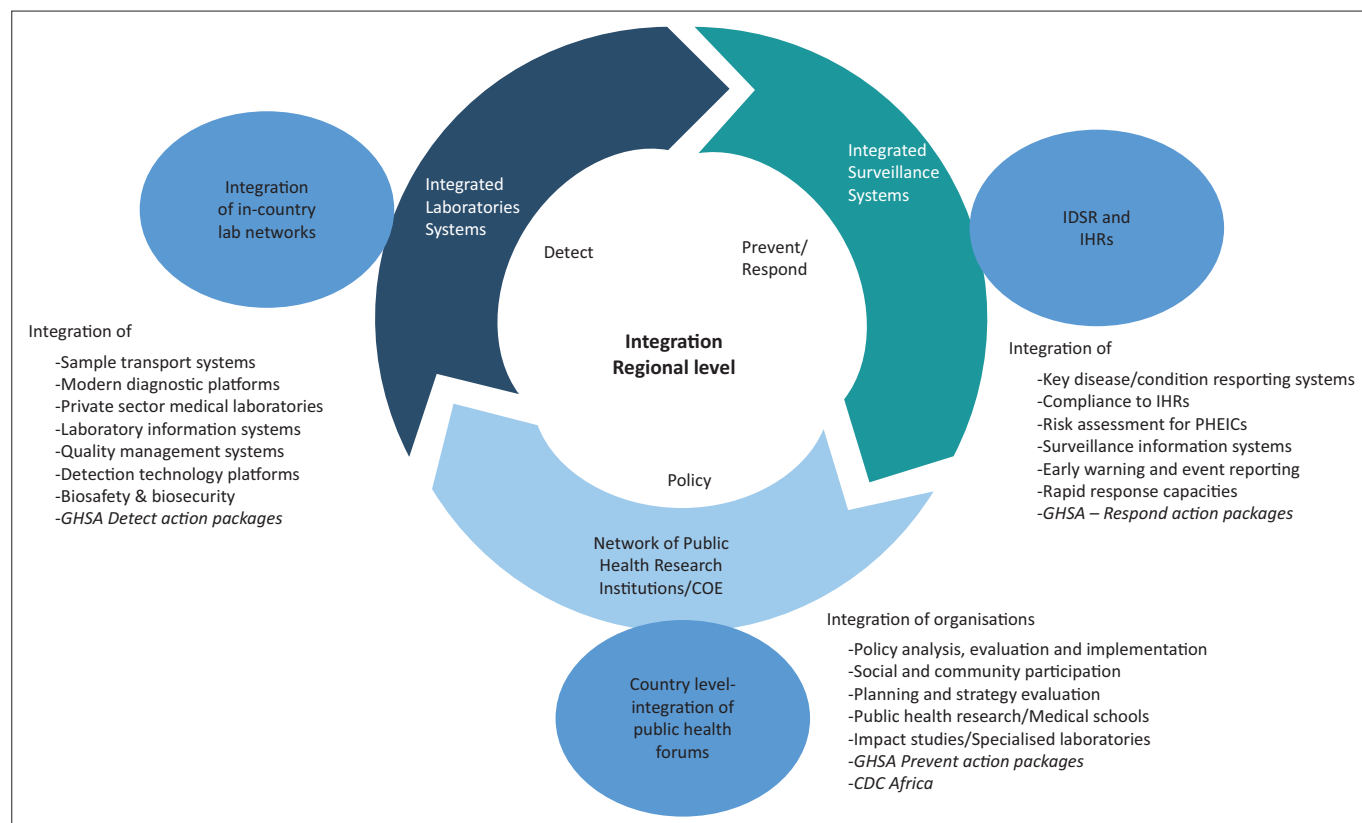 Integrated
Laboratories
Systems
Integrated
Surveillance
Systems
Integration
of in-country
lab networks
IDSR and
IHRs
Detect
Prevent/
Respond
Integration
Regional level
Policy
Integration of
-Sample transport systems
-Modern diagnostic platforms
-Private sector medical laboratories
-Laboratory information systems
-Quality management systems
-Detection technology platforms
-Biosafety & biosecurity
-GHSA Detect action packages
Integration of
-Key disease/condition resporting systems
-Compliance to IHRs
-Risk assessment for PHEICs
-Surveillance information systems
-Early warning and event reporting
-Rapid response capacities
-GHSA – Respond action packages
Network of Public
Health Research
Institutions/COE
Country level-
integration of
public health
forums
Integration of organisations
-Policy analysis, evaluation and implementation
-Social and community participation
-Planning and strategy evaluation
-Public health research/Medical schools
-Impact studies/Specialised laboratories
-GHSA Prevent action packages
-CDC Africa